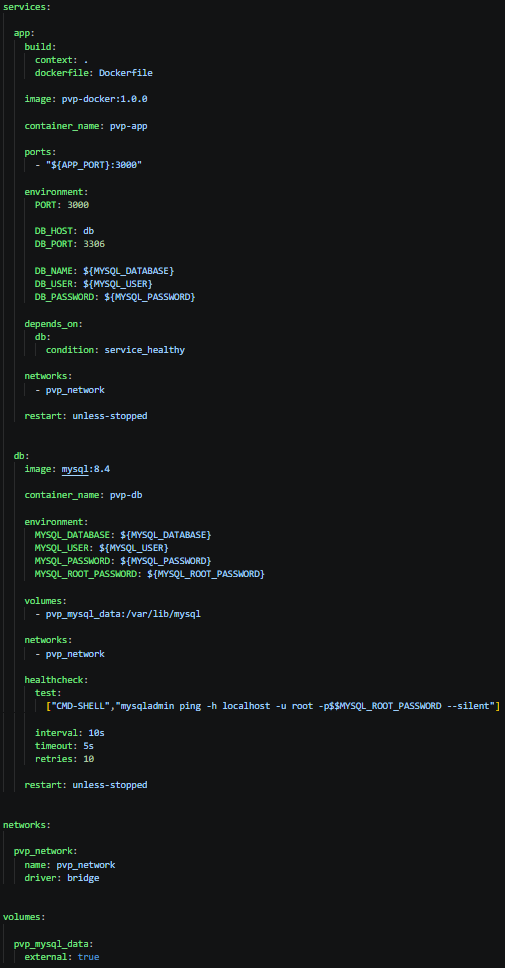 services:
app:
build:
context: .
dockerfile: Dockerfile
image: pvp-docker:1.0.0
container_name: pvp-app
ports:
- "${APP_PORT}:3000"
environment:
PORT: 3000
DB_HOST: db
DB_PORT: 3306
DB_NAME: ${MYSQL_DATABASE}
DB_USER: ${MYSQL_USER}
DB_PASSWORD: ${MYSQL_PASSWORD}
depends_on:
db:
condition: service_healthy
networks:
- pvp_network
restart: unless-stopped
db:
image: mysql:8.4
container_name: pvp-db
environment:
MYSQL_DATABASE: ${MYSQL_DATABASE}
MYSQL_USER: ${MYSQL_USER}
MYSQL_PASSWORD: ${MYSQL_PASSWORD}
MYSQL_ROOT_PASSWORD: ${MYSQL_ROOT_PASSWORD}
volumes:
- pvp_mysql_data:/var/lib/mysql
networks:
- pvp_network
healthcheck:
test:
["CMD-SHELL","mysqladmin ping -h localhost -u root -p$$MYSQL_ROOT_PASSWORD --silent"]
interval: 10s
timeout: 5s
retries: 10
restart: unless-stopped
networks:
pvp_network:
name: pvp_network
driver: bridge
volumes:
pvp_mysql_data:
external: true